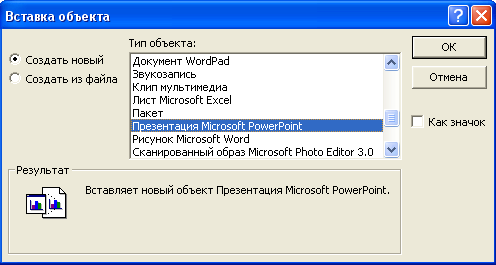 Вставка объекта
Тип объекта:
Создать новый
Создать из файла
Документ WordPad
Звукозапись
Клип мультимедиа
Лист Microsoft Excel
Пакет
Презентация Microsoft PowerPoint
Рисунок Microsoft Word
Сканированный образ Microsoft Photo Editor 3.0
OK
Отмена
Как значок
Результат
Вставляет новый объект Презентация Microsoft PowerPoint.